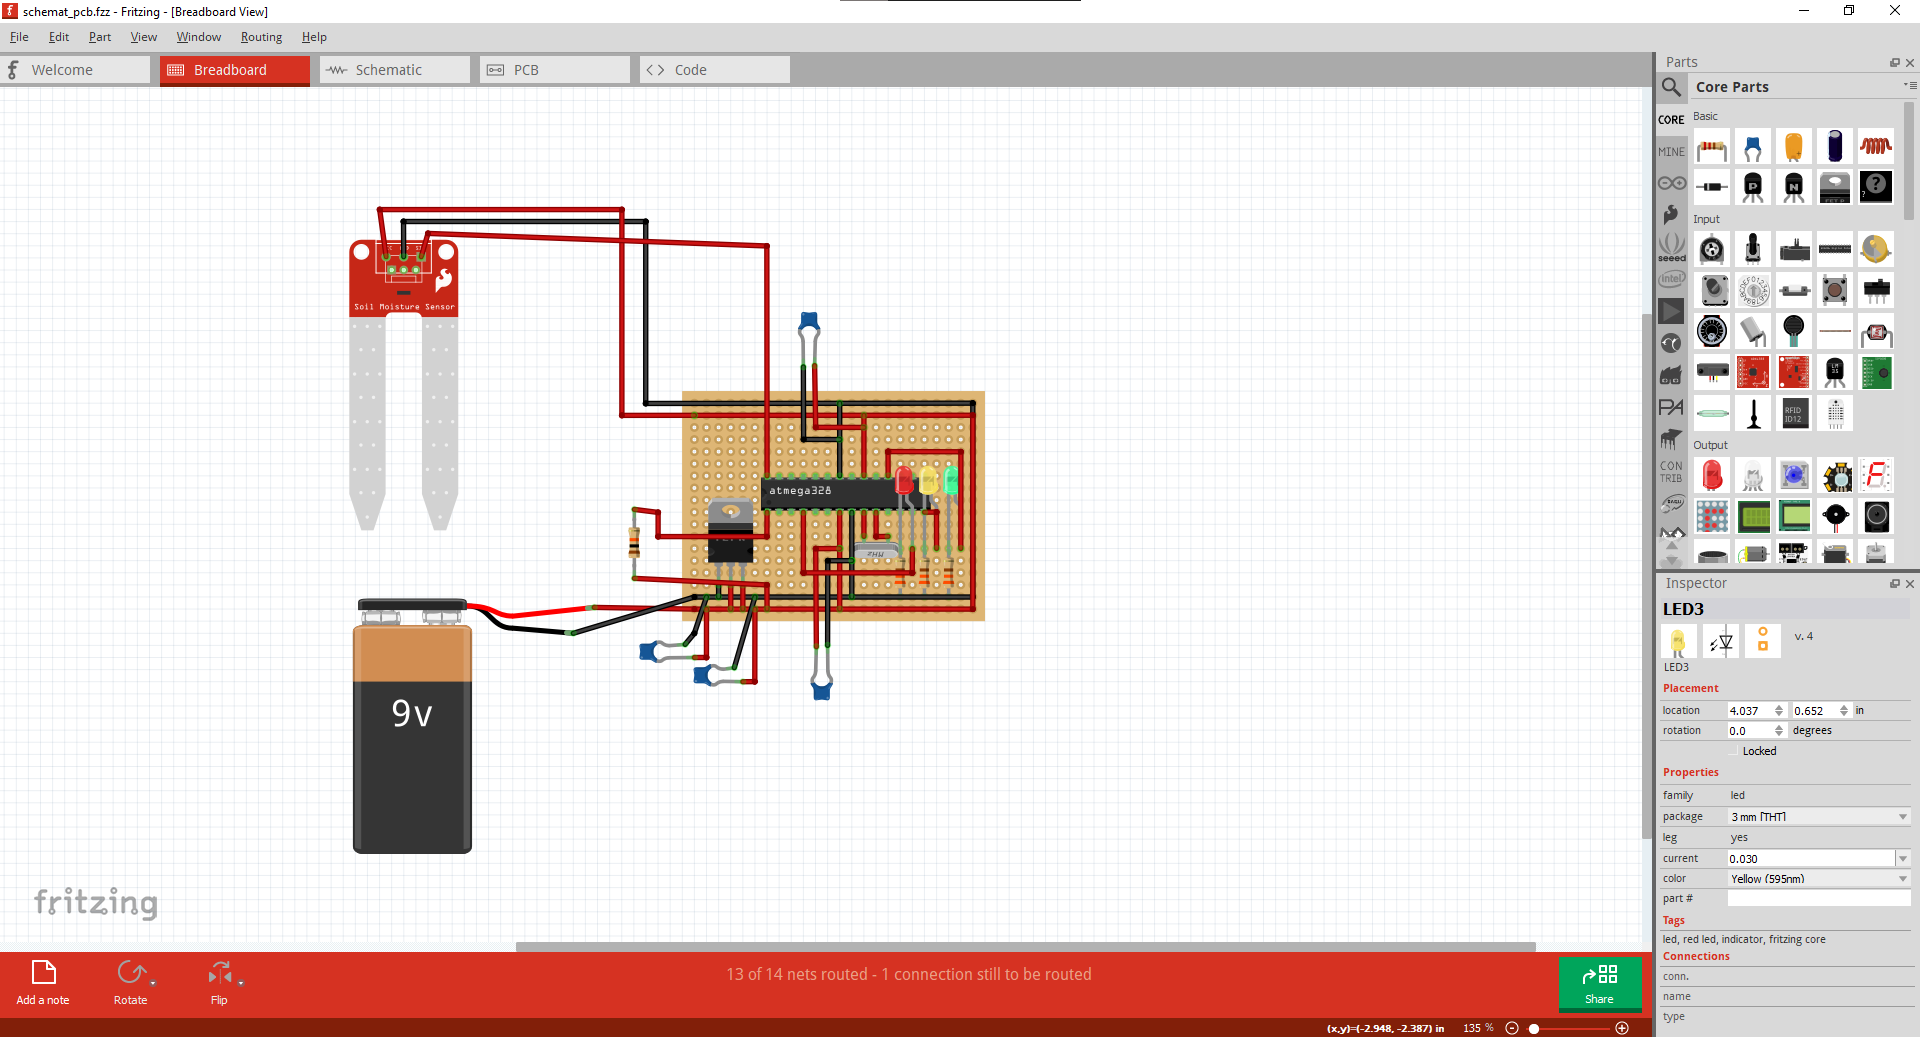 schemat_pcb.fzz - Fritzing - [Breadboard View]
File Edit Part View Window Routing Help
Welcome Breadboard Schematic PCB Code
Parts
Core Parts
CORE
MINE
seeed
intel
PA
CON
TRIB
Basic
P N
Input
RFID
ID12
Output
Soil Moisture Sensor
atmega328
MHz
9v
fritzing
Inspector
LED3
v. 4
LED3
Placement
location 4.037 0.652 in
rotation 0.0 degrees
Locked
Properties
family led
package 3 mm [THT]
leg yes
current 0.030
color Yellow (595nm)
part #
Tags
led, red led, indicator, fritzing core
Connections
conn.
name
type
Add a note Rotate Flip
13 of 14 nets routed - 1 connection still to be routed
Share
(x,y)=(-2.948, -2.387) in 135 %